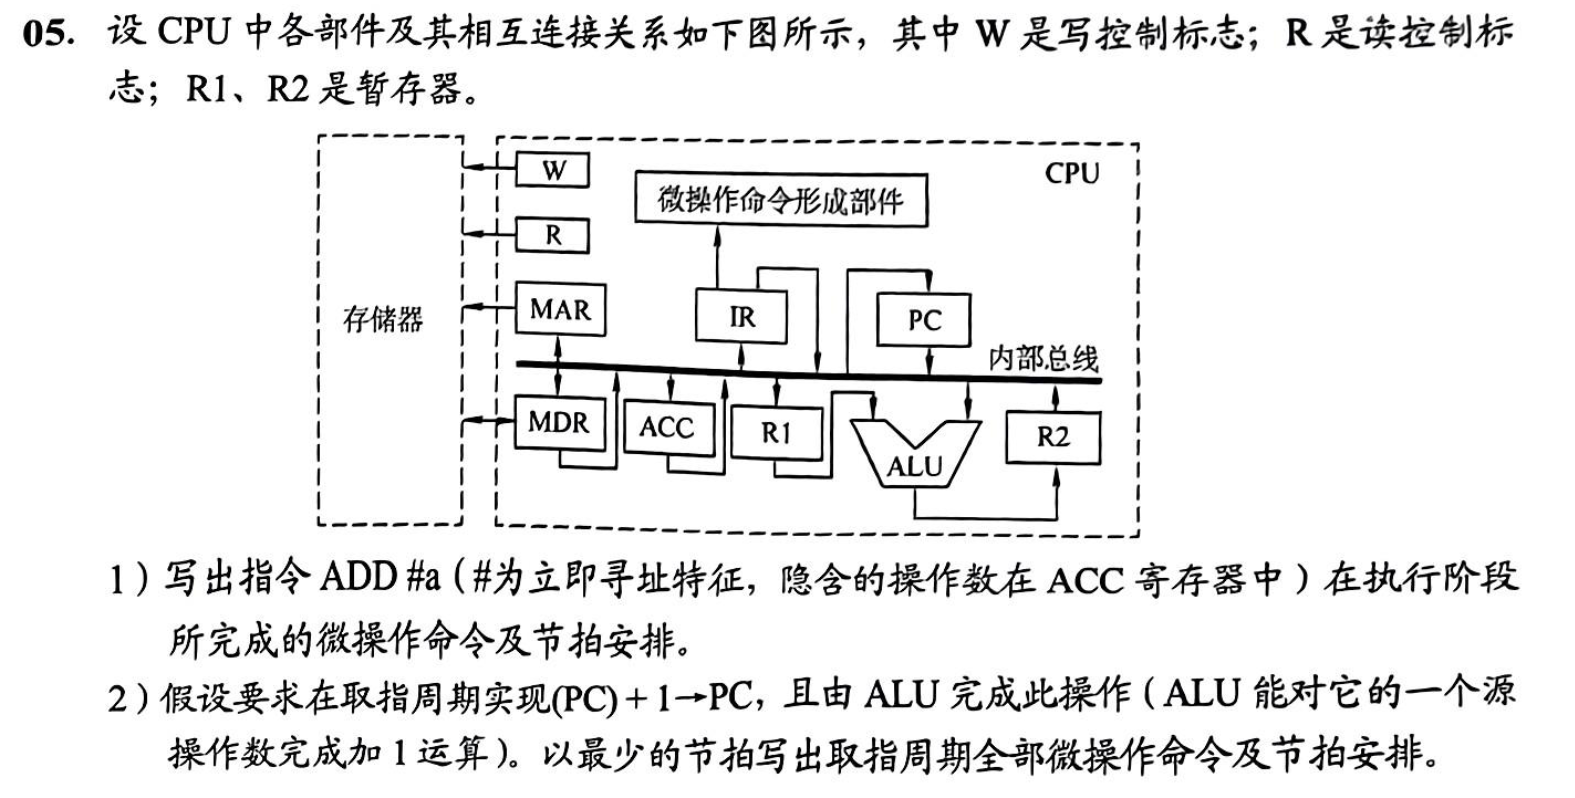 05. 设 CPU 中各部件及其相互连接关系如下图所示，其中 W 是写控制标志；R 是读控制标
志；R1、R2 是暂存器。
W
CPU
微操作命令形成部件
R
存储器
MAR
IR
PC
内部总线
MDR
ACC
R1
ALU
R2
1）写出指令 ADD #a（#为立即寻址特征，隐含的操作数在 ACC 寄存器中）在执行阶段
所完成的微操作命令及节拍安排。
2）假设要求在取指周期实现(PC) + 1→PC，且由 ALU 完成此操作（ALU 能对它的一个源
操作数完成加 1 运算）。以最少的节拍写出取指周期全部微操作命令及节拍安排。